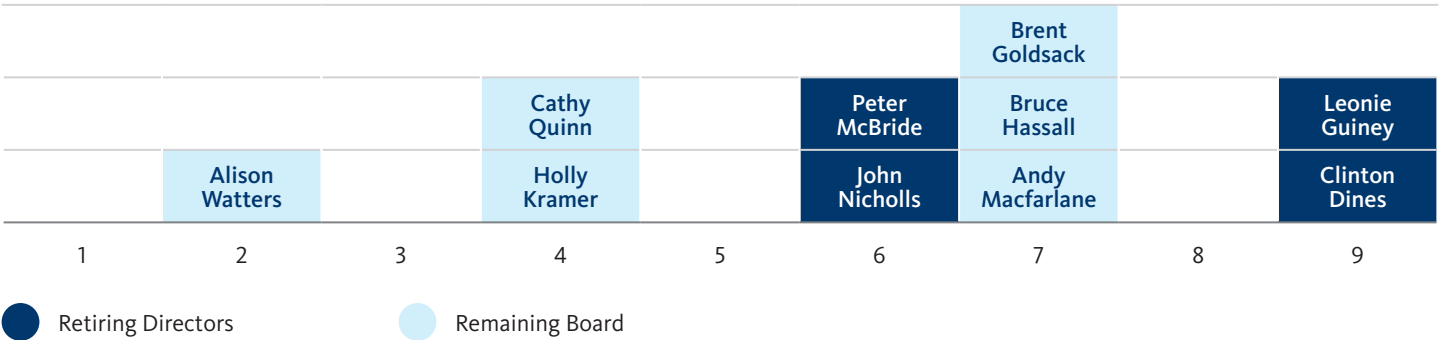 Brent
Goldsack
Cathy
Quinn
Peter
McBride
Bruce
Hassall
Leonie
Guiney
Alison
Watters
Holly
Kramer
John
Nicholls
Andy
Macfarlane
Clinton
Dines
1 2 3 4 5 6 7 8 9
Retiring Directors
Remaining Board